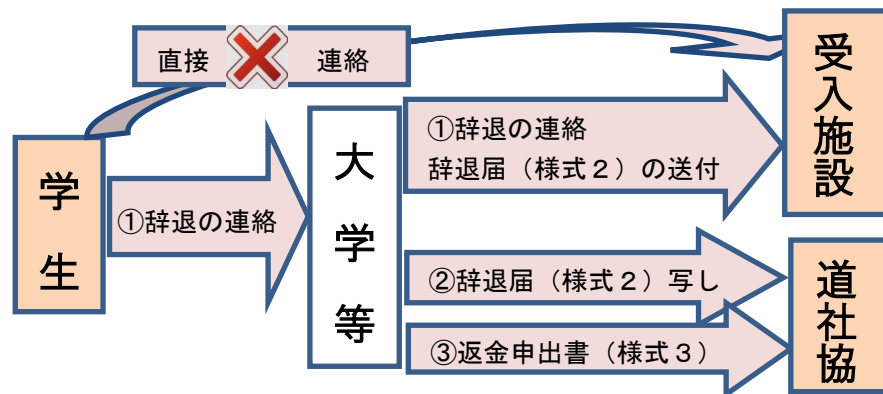 直接 連絡
学生
①辞退の連絡
大学等
①辞退の連絡
辞退届（様式２）の送付
受入施設
②辞退届（様式２）写し
③返金申出書（様式３）
道社協